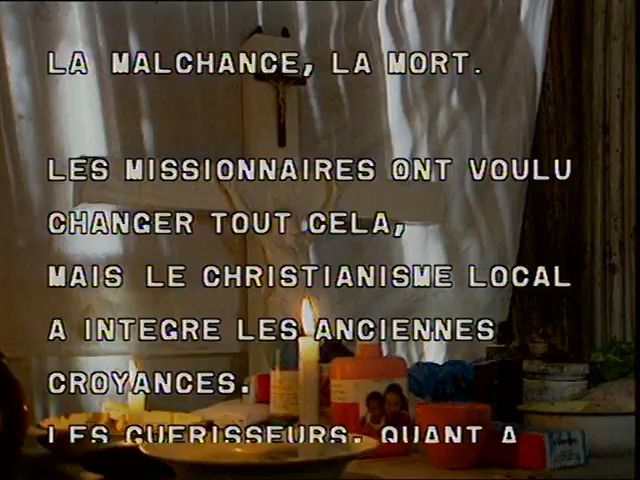 LA MALCHANCE, LA MORT.
LES MISSIONNAIRES ONT VOULU
CHANGER TOUT CELA,
MAIS LE CHRISTIANISME LOCAL
A INTEGRE LES ANCIENNES
CROYANCES.
LES GUERISSEURS, QUANT A